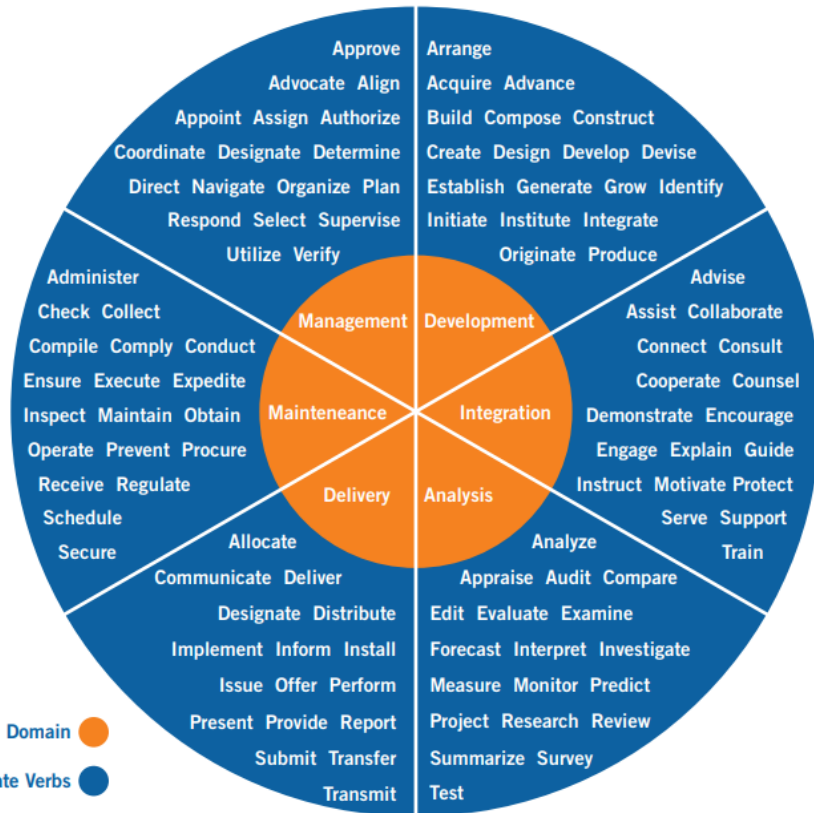 Approve
Advocate Align
Appoint Assign Authorize
Coordinate Designate Determine
Direct Navigate Organize Plan
Respond Select Supervise
Utilize Verify
Management
Arrange
Acquire Advance
Build Compose Construct
Create Design Develop Devise
Establish Generate Grow Identify
Initiate Institute Integrate
Originate Produce
Development
Administer
Check Collect
Compile Comply Conduct
Ensure Execute Expedite
Inspect Maintain Obtain
Operate Prevent Procure
Receive Regulate
Schedule
Secure
Mainteneance
Advise
Assist Collaborate
Connect Consult
Cooperate Counsel
Demonstrate Encourage
Engage Explain Guide
Instruct Motivate Protect
Serve Support
Train
Integration
Delivery
Allocate
Communicate Deliver
Designate Distribute
Implement Inform Install
Issue Offer Perform
Present Provide Report
Submit Transfer
Transmit
Analysis
Analyze
Appraise Audit Compare
Edit Evaluate Examine
Forecast Interpret Investigate
Measure Monitor Predict
Project Research Review
Summarize Survey
Test
Domain
Verbs